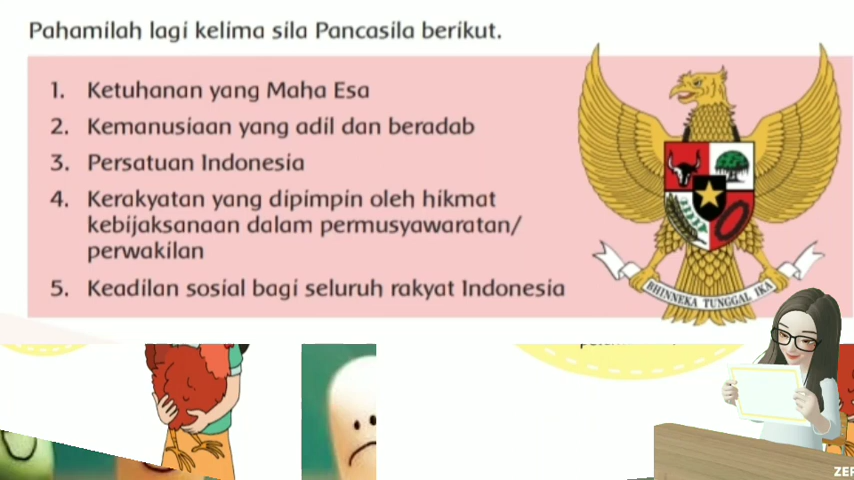 Pahamilah lagi kelima sila Pancasila berikut.
1. Ketuhanan yang Maha Esa
2. Kemanusiaan yang adil dan beradab
3. Persatuan Indonesia
4. Kerakyatan yang dipimpin oleh hikmat
kebijaksanaan dalam permusyawaratan/
perwakilan
5. Keadilan sosial bagi seluruh rakyat Indonesia
BHINNEKA TUNGGAL IKA